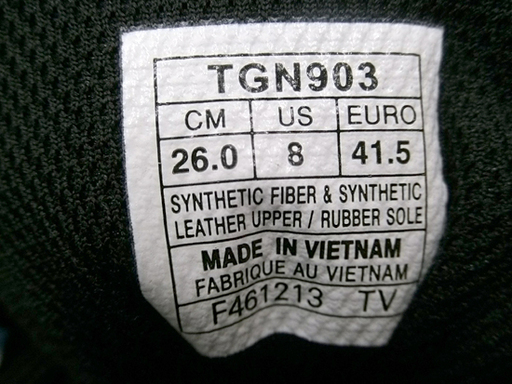 TGN903
CM US EURO
26.0 8 41.5
SYNTHETIC FIBER & SYNTHETIC
LEATHER UPPER / RUBBER SOLE
MADE IN VIETNAM
FABRIQUE AU VIETNAM
F461213 TV